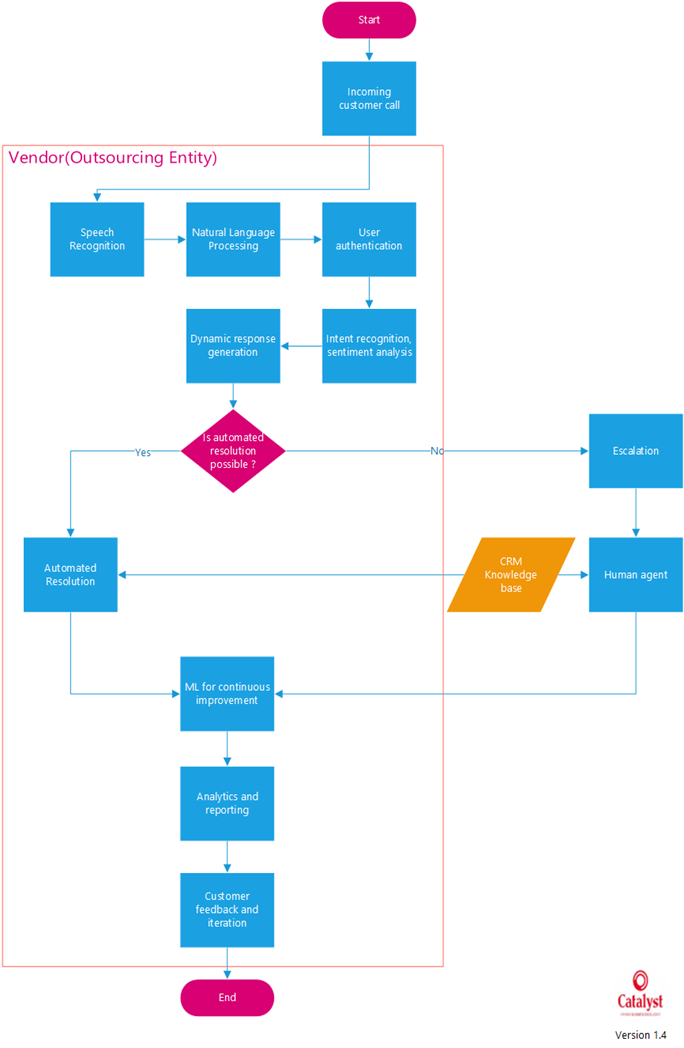 Start
Incoming
customer call
Vendor(Outsourcing Entity)
Speech
Recognition
Natural Language
Processing
User
authentication
Dynamic response
generation
Intent recognition,
sentiment analysis
Is automated
resolution
possible ?
Yes
No
Escalation
Automated
Resolution
CRM
Knowledge
base
Human agent
ML for continuous
improvement
Analytics and
reporting
Customer
feedback and
iteration
End
Catalyst
Version 1.4